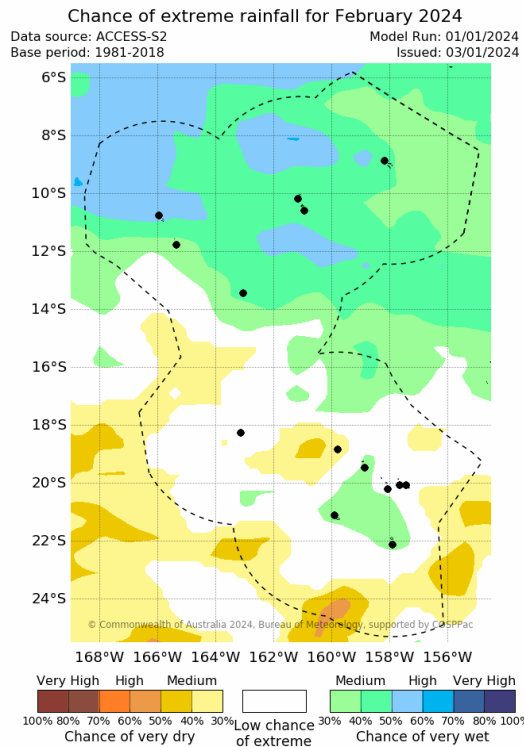 Chance of extreme rainfall for February 2024
Data source: ACCESS-S2 Model Run: 01/01/2024
Base period: 1981-2018 Issued: 03/01/2024
6°S
8°S
10°S
12°S
14°S
16°S
18°S
20°S
22°S
24°S
© Commonwealth of Australia 2024, Bureau of Meteorology, supported by COSPPac
168°W 166°W 164°W 162°W 160°W 158°W 156°W
Very High High Medium Medium High Very High
100% 80% 70% 60% 50% 40% 30% 30% 40% 50% 60% 70% 80% 100%
Low chance
of extreme
Chance of very dry Chance of very wet